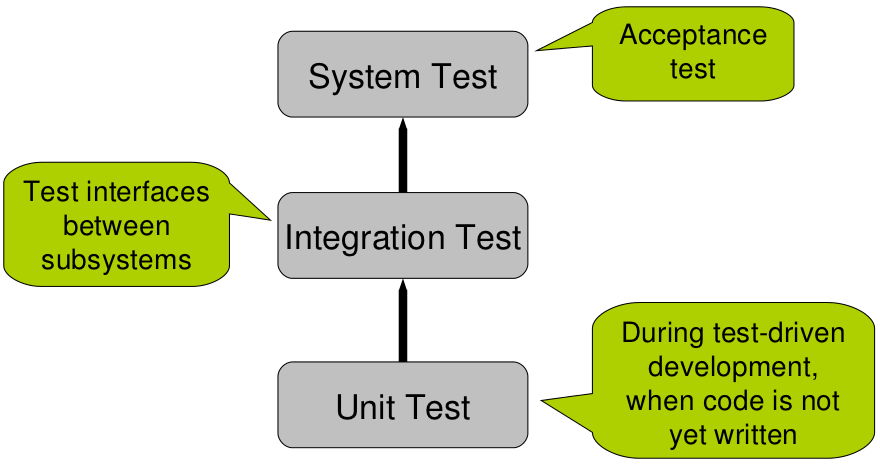 Acceptance
test
System Test
Test interfaces
between
subsystems
Integration Test
During test-driven
development,
when code is not
yet written
Unit Test